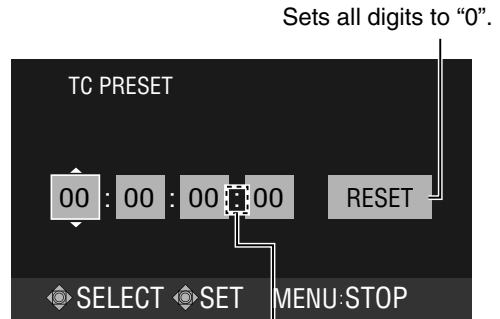 Sets all digits to “0”.
TC PRESET
00 : 00 : 00 : 00 RESET
SELECT SET MENU:STOP